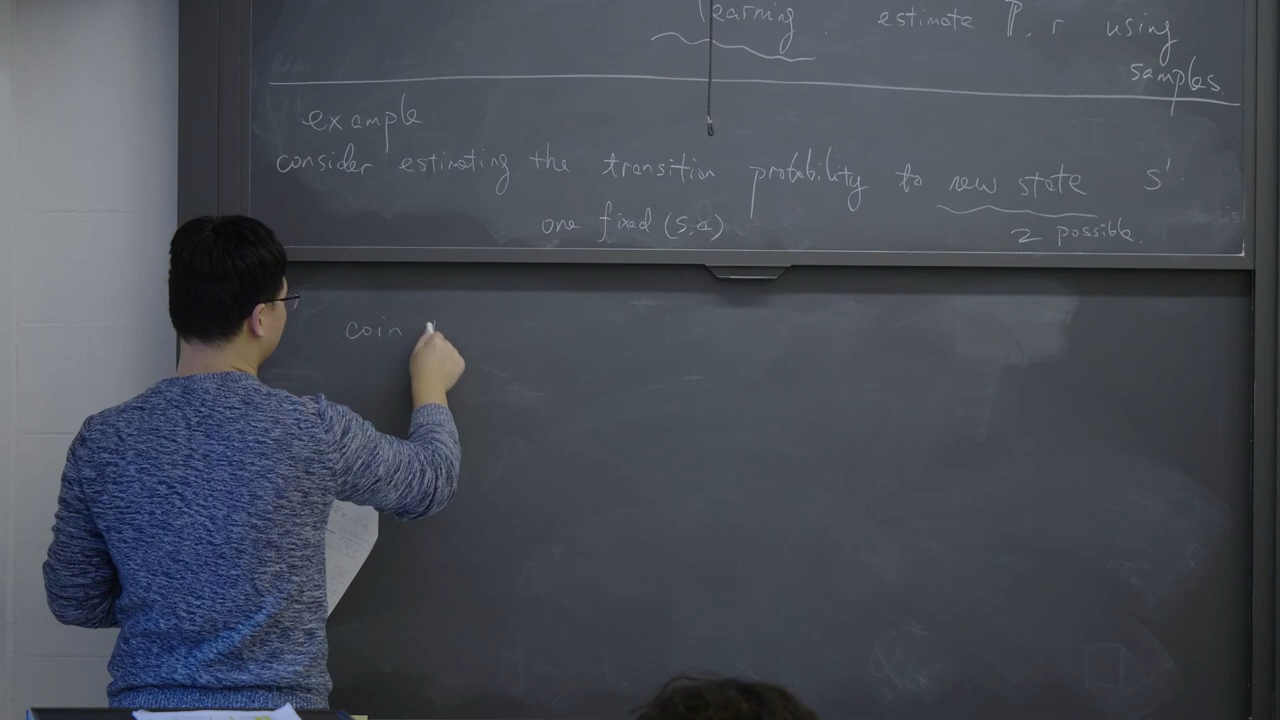 learning. estimate ℙ, r using
samples.
example:
consider estimating the transition probability to new state s'.
one fixed (s,a)
2 possible.
coin